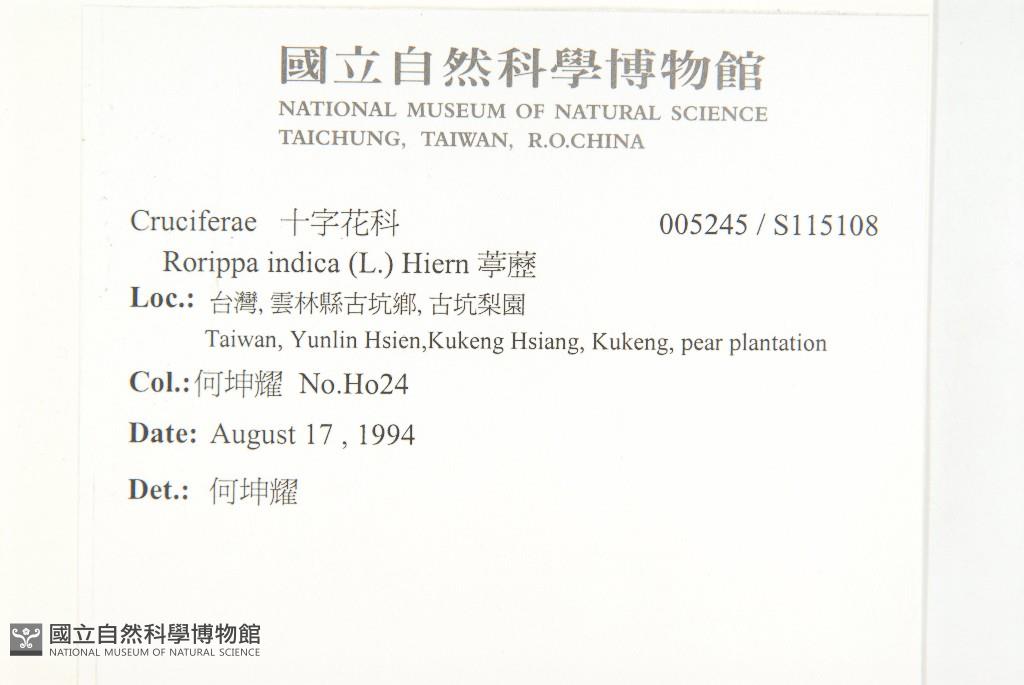 國立自然科學博物館
NATIONAL MUSEUM OF NATURAL SCIENCE
TAICHUNG, TAIWAN, R.O.CHINA
Cruciferae 十字花科 005245 / S115108
Rorippa indica (L.) Hiern 葶藶
Loc.: 台灣, 雲林縣古坑鄉, 古坑梨園
Taiwan, Yunlin Hsien,Kukeng Hsiang, Kukeng, pear plantation
Col.:何坤耀 No.Ho24
Date: August 17 , 1994
Det.: 何坤耀
國立自然科學博物館
NATIONAL MUSEUM OF NATURAL SCIENCE